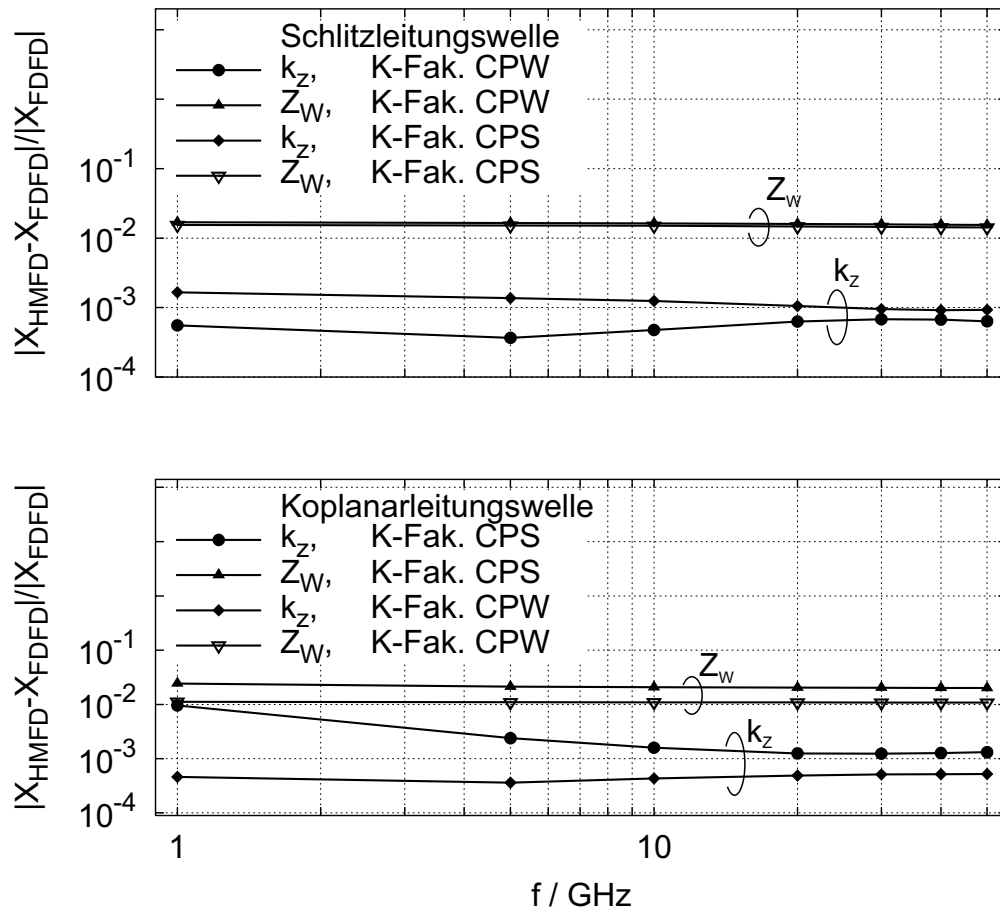 |X_HMFD-X_FDFD|/|X_FDFD|
Schlitzleitungswelle
k_z, K-Fak. CPW
Z_W, K-Fak. CPW
k_z, K-Fak. CPS
Z_W, K-Fak. CPS
10^-1
10^-2
10^-3
10^-4
Z_w
k_z
|X_HMFD-X_FDFD|/|X_FDFD|
Koplanarleitungswelle
k_z, K-Fak. CPS
Z_W, K-Fak. CPS
k_z, K-Fak. CPW
Z_W, K-Fak. CPW
10^-1
10^-2
10^-3
10^-4
Z_w
k_z
1 10
f / GHz